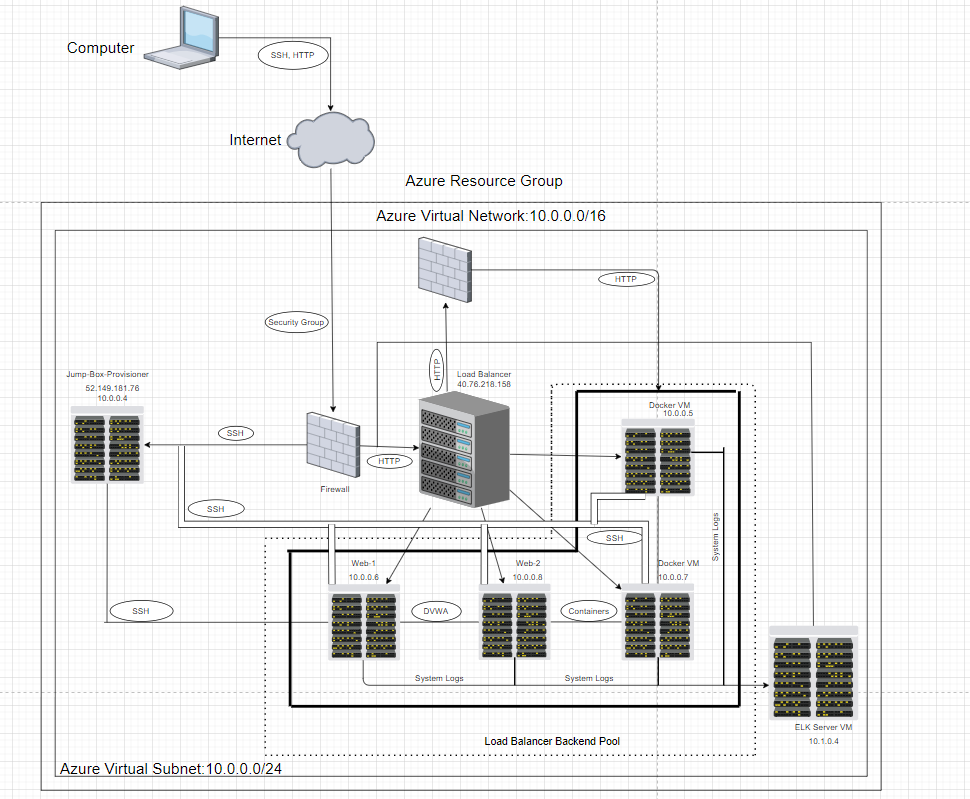 Computer
SSH, HTTP
Internet
Azure Resource Group
Azure Virtual Network:10.0.0.0/16
HTTP
Security Group
HTTP
Jump-Box-Provisioner
52.149.181.76
10.0.0.4
Load Balancer
40.76.218.158
Docker VM
10.0.0.5
SSH
HTTP
Firewall
SSH
SSH
System Logs
Web-1
10.0.0.6
Web-2
10.0.0.8
Docker VM
10.0.0.7
SSH
DVWA
Containers
System Logs
System Logs
ELK Server VM
10.1.0.4
Load Balancer Backend Pool
Azure Virtual Subnet:10.0.0.0/24